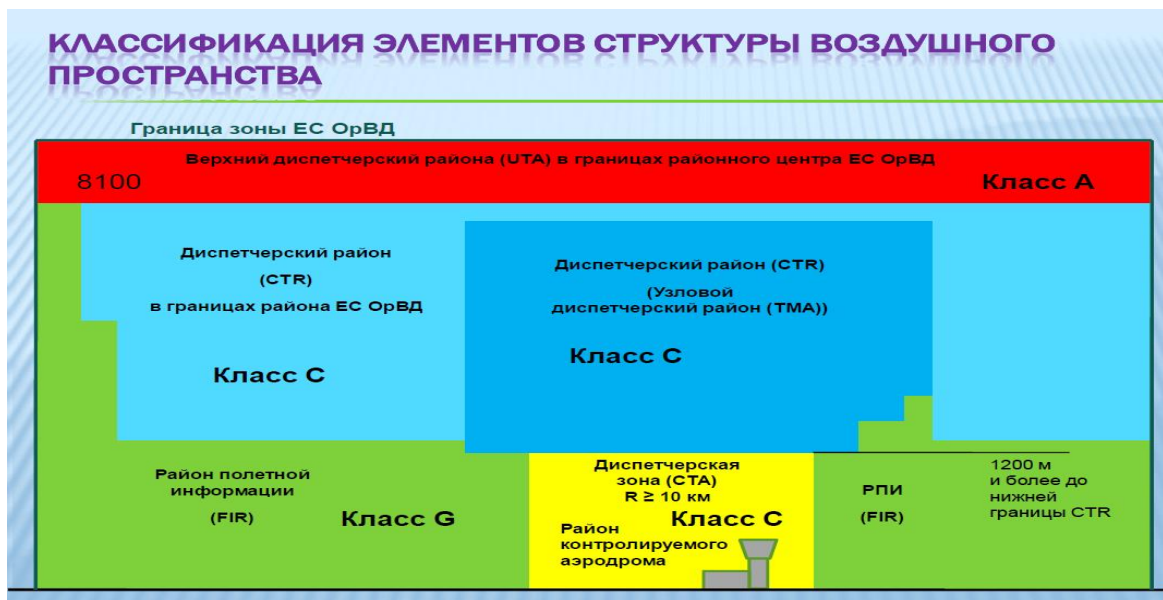 КЛАССИФИКАЦИЯ ЭЛЕМЕНТОВ СТРУКТУРЫ ВОЗДУШНОГО
ПРОСТРАНСТВА
Граница зоны ЕС ОрВД
Верхний диспетчерский района (UTA) в границах районного центра ЕС ОрВД
8100
Класс А
Диспетчерский район
(CTR)
в границах района ЕС ОрВД
Класс С
Диспетчерский район (CTR)
(Узловой
диспетчерский район (TMA))
Класс С
Район полетной
информации
(FIR)
Класс G
Диспетчерская
зона (CTA)
R ≥ 10 км
Класс С
Район
контролируемого
аэродрома
РПИ
(FIR)
1200 м
и более до
нижней
границы CTR